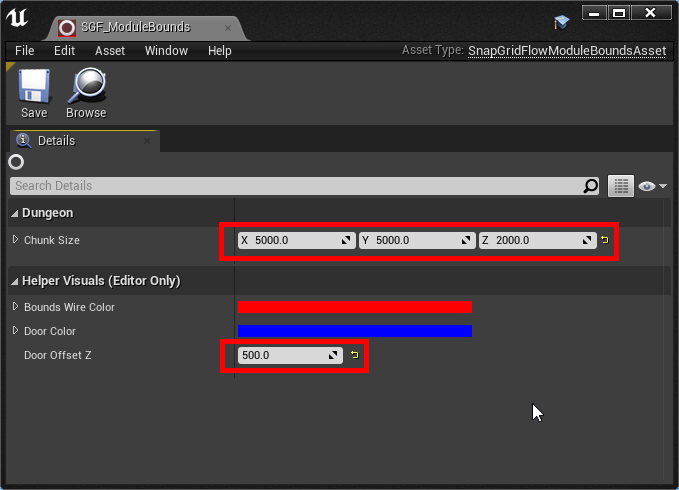 SGF_ModuleBounds
File Edit Asset Window Help Asset Type: SnapGridFlowModuleBoundsAsset
Save Browse
Details
Search Details
Dungeon
Chunk Size X 5000.0 Y 5000.0 Z 2000.0
Helper Visuals (Editor Only)
Bounds Wire Color
Door Color
Door Offset Z 500.0